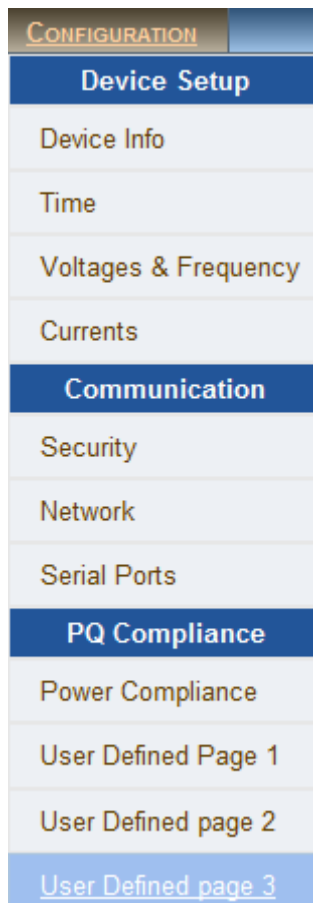 CONFIGURATION
Device Setup
Device Info
Time
Voltages & Frequency
Currents
Communication
Security
Network
Serial Ports
PQ Compliance
Power Compliance
User Defined Page 1
User Defined page 2
User Defined page 3